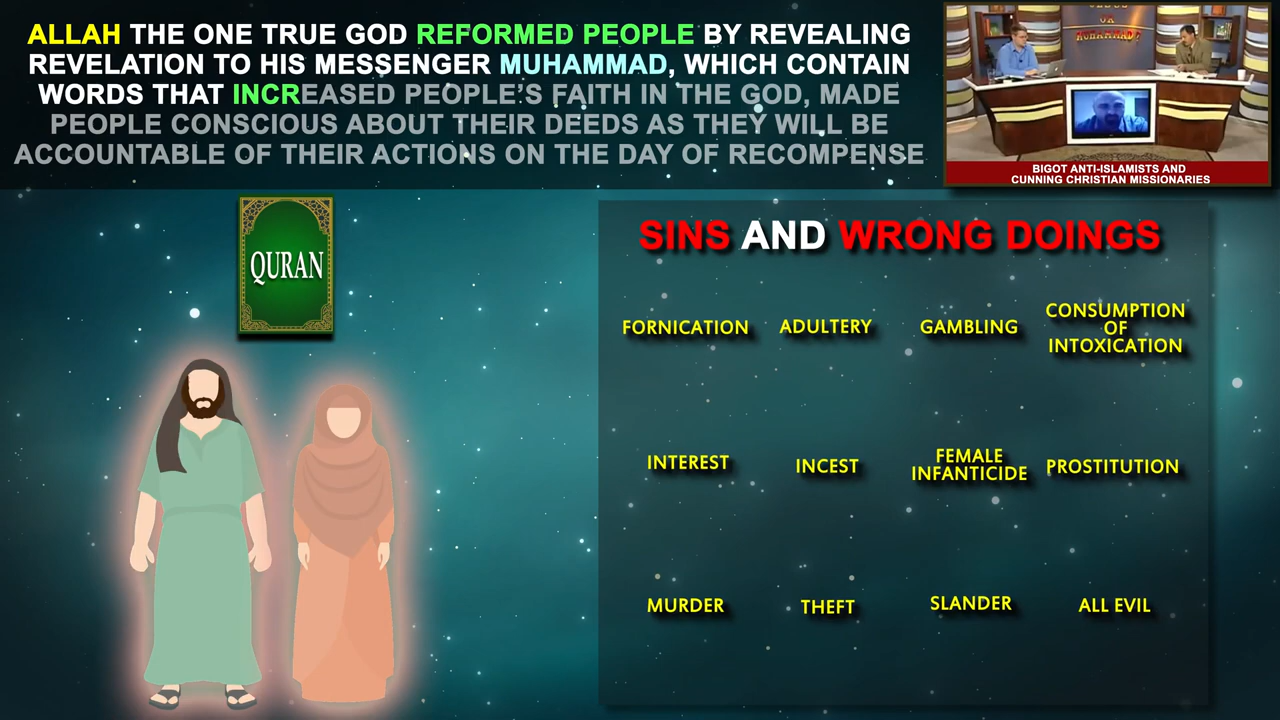 ALLAH THE ONE TRUE GOD REFORMED PEOPLE BY REVEALING
REVELATION TO HIS MESSENGER MUHAMMAD, WHICH CONTAIN
WORDS THAT INCREASED PEOPLE'S FAITH IN THE GOD, MADE
PEOPLE CONSCIOUS ABOUT THEIR DEEDS AS THEY WILL BE
ACCOUNTABLE OF THEIR ACTIONS ON THE DAY OF RECOMPENSE
JESUS
OR
MUHAMMAD?
BIGOT ANTI-ISLAMISTS AND
CUNNING CHRISTIAN MISSIONARIES
QURAN
SINS AND WRONG DOINGS
FORNICATION
ADULTERY
GAMBLING
CONSUMPTION
OF
INTOXICATION
INTEREST
INCEST
FEMALE
INFANTICIDE
PROSTITUTION
MURDER
THEFT
SLANDER
ALL EVIL